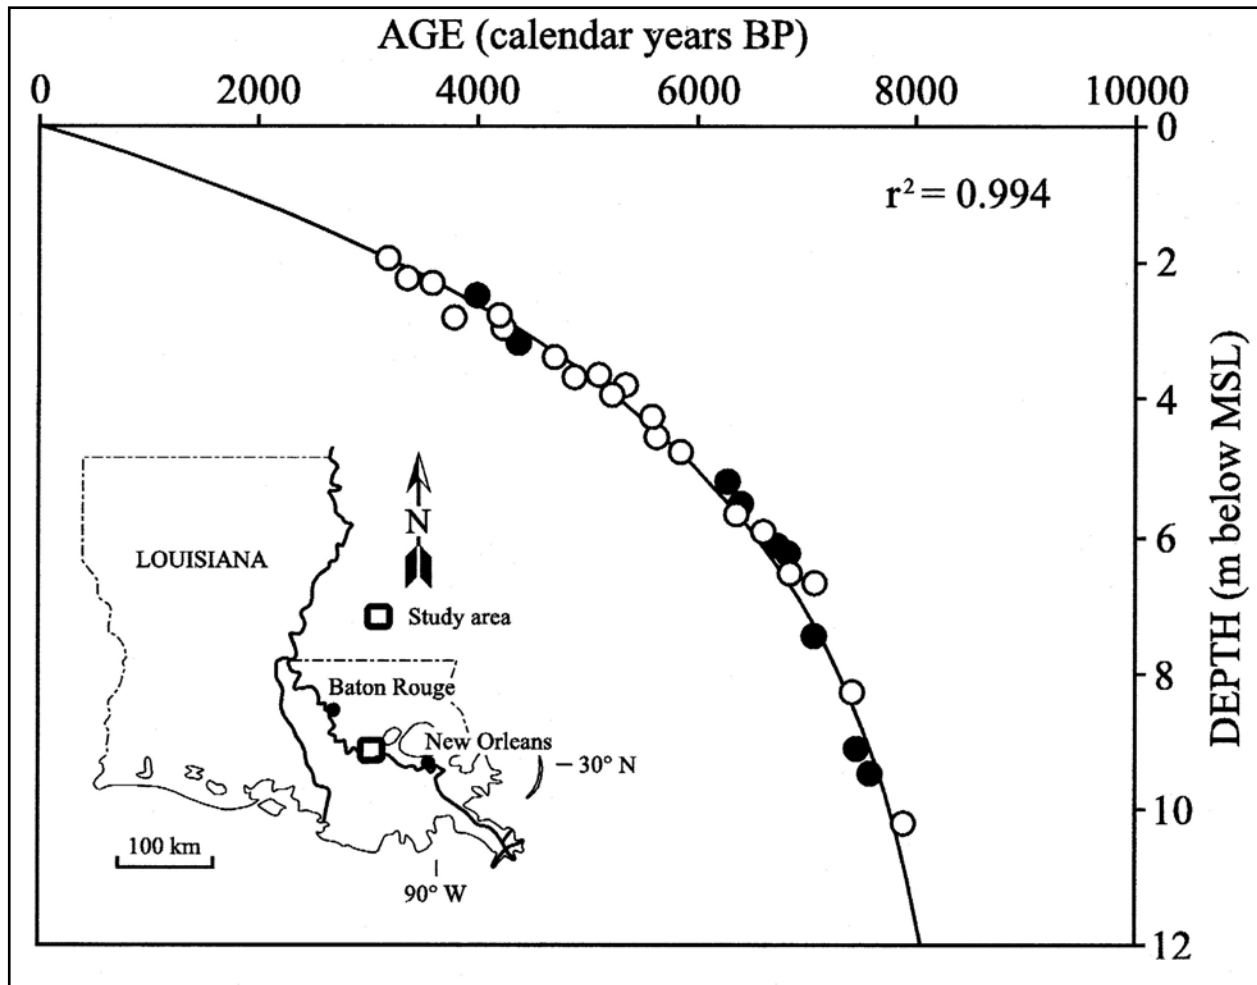 AGE (calendar years BP)
0 2000 4000 6000 8000 10000
0
r² = 0.994
2
4
6
8
10
12
DEPTH (m below MSL)
N
LOUISIANA
Study area
Baton Rouge
New Orleans
30° N
100 km
90° W